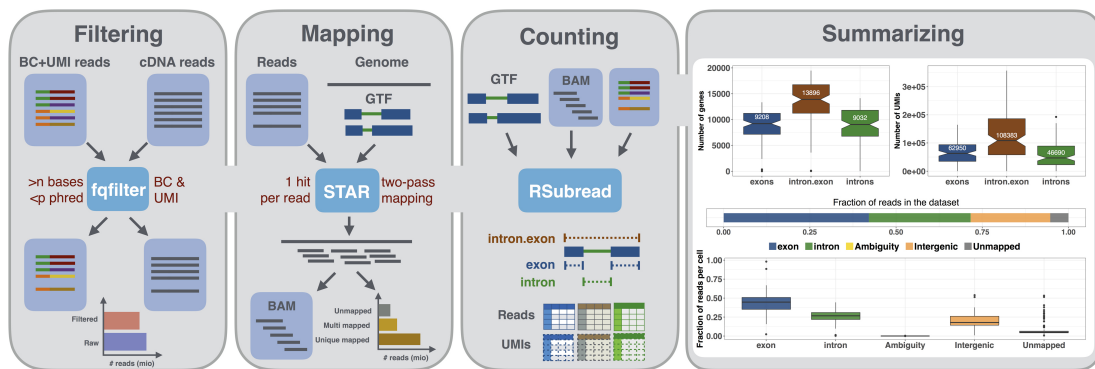 Filtering
BC+UMI reads
cDNA reads
>n bases
<p phred
fqfilter
BC &
UMI
Filtered
Raw
# reads (mio)
Mapping
Reads
Genome
GTF
1 hit
per read
STAR
two-pass
mapping
BAM
Unmapped
Multi mapped
Unique mapped
# reads (mio)
Counting
GTF
BAM
RSubread
intron.exon
exon
intron
Reads
UMIs
Summarizing
Number of genes
20000
15000
10000
5000
0
9208
13896
9032
exons
intron.exon
introns
Number of UMIs
3e+05
2e+05
1e+05
0e+00
62950
108383
46690
exons
intron.exon
introns
Fraction of reads in the dataset
0.00
0.25
0.50
0.75
1.00
exon
intron
Ambiguity
Intergenic
Unmapped
Fraction of reads per cell
1.00
0.75
0.50
0.25
0.00
exon
intron
Ambiguity
Intergenic
Unmapped